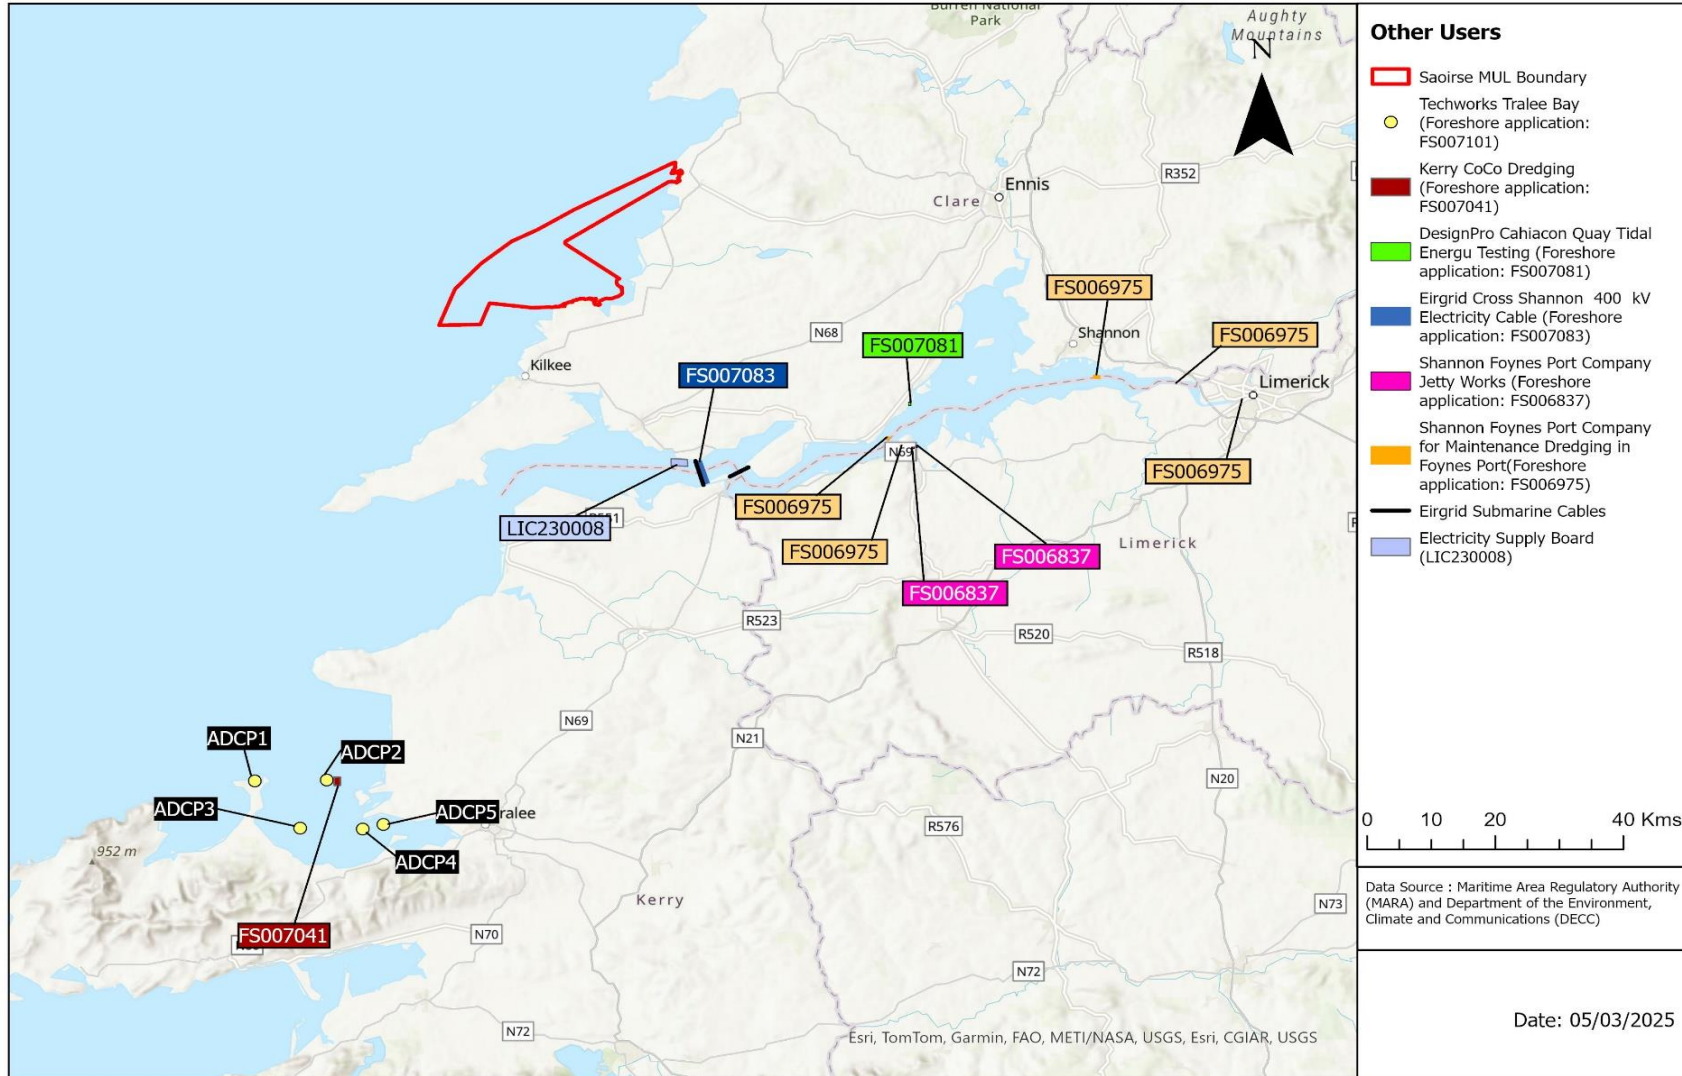 Burren National
Park
Aughty
Mountains
N
R352
Ennis
Clare
FS006975
FS006975
N68
FS007081
Shannon
Kilkee
FS007083
Limerick
N69
FS006975
FS006975
LIC230008
FS006975
FS006837
Limerick
FS006837
R523
R520
R518
N69
N21
ADCP1
ADCP2
N20
ADCP3
ADCP5
ralee
R576
952 m
ADCP4
Kerry
N73
FS007041
N70
N72
N72
Esri, TomTom, Garmin, FAO, METI/NASA, USGS, Esri, CGIAR, USGS
Other Users
Saoirse MUL Boundary
Techworks Tralee Bay
(Foreshore application:
FS007101)
Kerry CoCo Dredging
(Foreshore application:
FS007041)
DesignPro Cahiacon Quay Tidal
Energu Testing (Foreshore
application: FS007081)
Eirgrid Cross Shannon 400 kV
Electricity Cable (Foreshore
application: FS007083)
Shannon Foynes Port Company
Jetty Works (Foreshore
application: FS006837)
Shannon Foynes Port Company
for Maintenance Dredging in
Foynes Port(Foreshore
application: FS006975)
Eirgrid Submarine Cables
Electricity Supply Board
(LIC230008)
0 10 20 40 Kms
Data Source : Maritime Area Regulatory Authority
(MARA) and Department of the Environment,
Climate and Communications (DECC)
Date: 05/03/2025